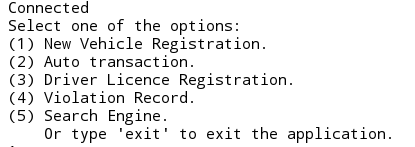 Connected
Select one of the options:
(1) New Vehicle Registration.
(2) Auto transaction.
(3) Driver Licence Registration.
(4) Violation Record.
(5) Search Engine.
Or type 'exit' to exit the application.